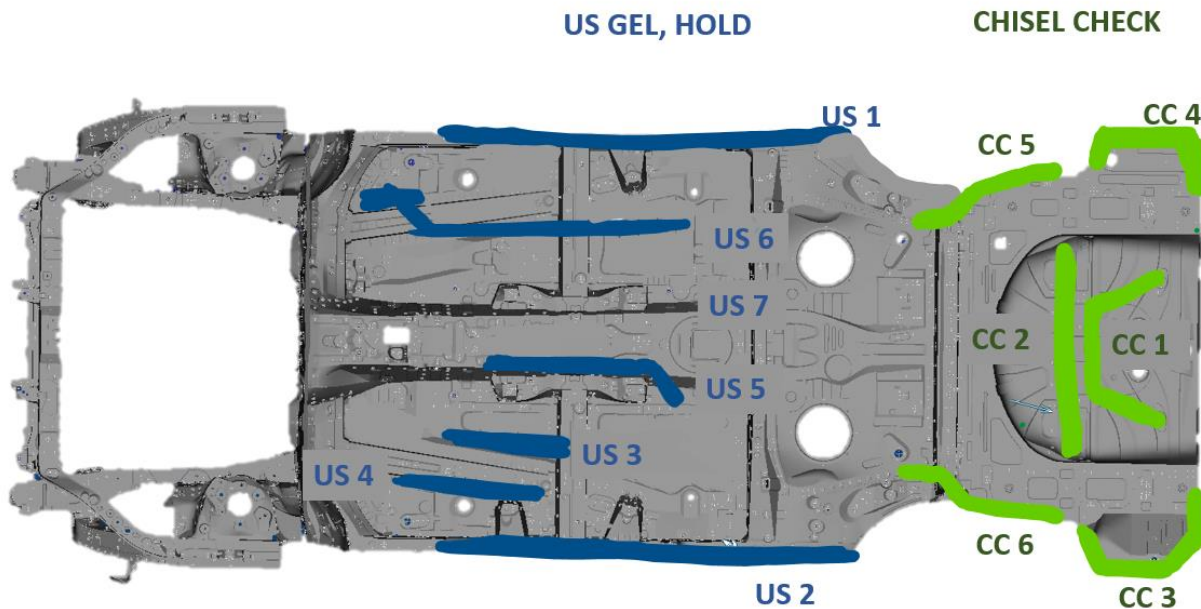 US GEL, HOLD
CHISEL CHECK
US 1
CC 4
CC 5
US 6
US 7
CC 2
CC 1
US 5
US 3
US 4
CC 6
US 2
CC 3